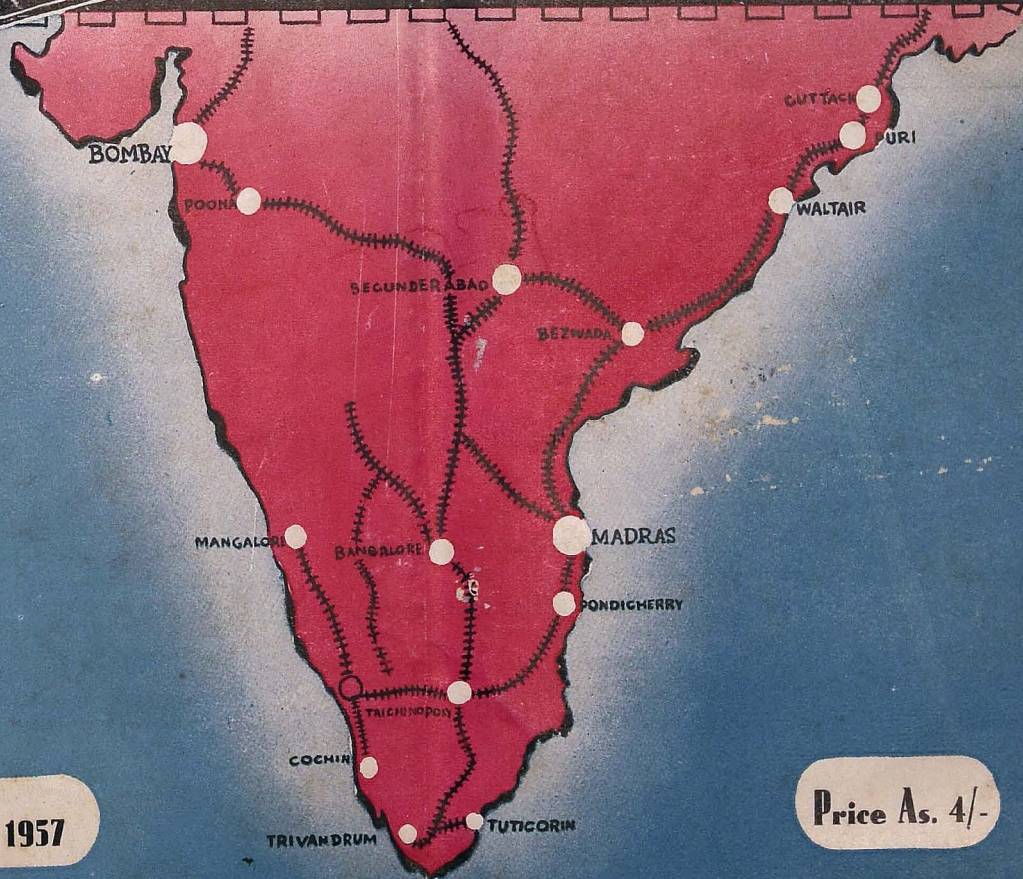 CUTTACK
PURI
BOMBAY
POONA
WALTAIR
SECUNDERABAD
BEZWADA
MANGALORE
BANGALORE
MADRAS
PONDICHERRY
TRICHINOPOLY
COCHIN
TRIVANDRUM
TUTICORIN
1957
Price As. 4/-